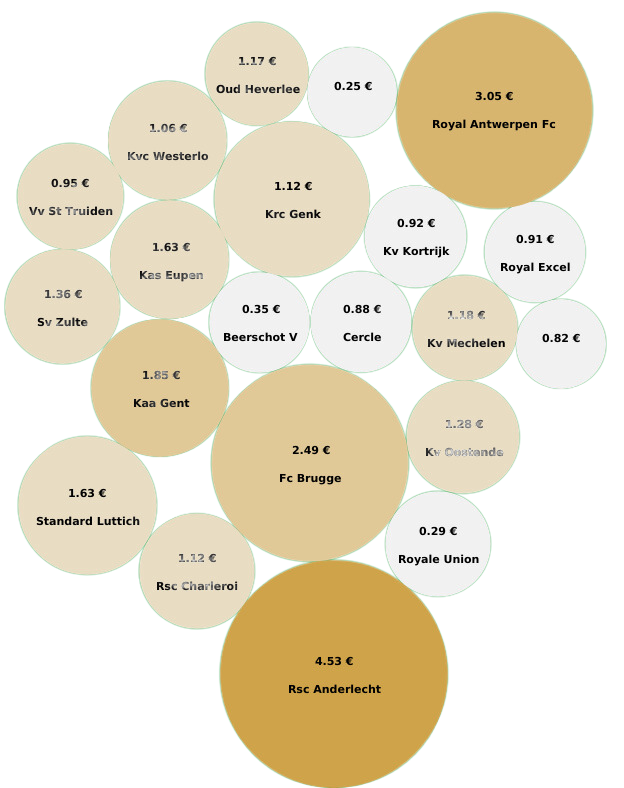 1.17 €
Oud Heverlee
0.25 €
3.05 €
Royal Antwerpen Fc
1.06 €
Kvc Westerlo
0.95 €
Vv St Truiden
1.12 €
Krc Genk
0.92 €
Kv Kortrijk
0.91 €
Royal Excel
1.63 €
Kas Eupen
1.36 €
Sv Zulte
0.35 €
Beerschot V
0.88 €
Cercle
1.18 €
Kv Mechelen
0.82 €
1.85 €
Kaa Gent
2.49 €
Fc Brugge
1.28 €
Kv Oostende
1.63 €
Standard Luttich
0.29 €
Royale Union
1.12 €
Rsc Charleroi
4.53 €
Rsc Anderlecht